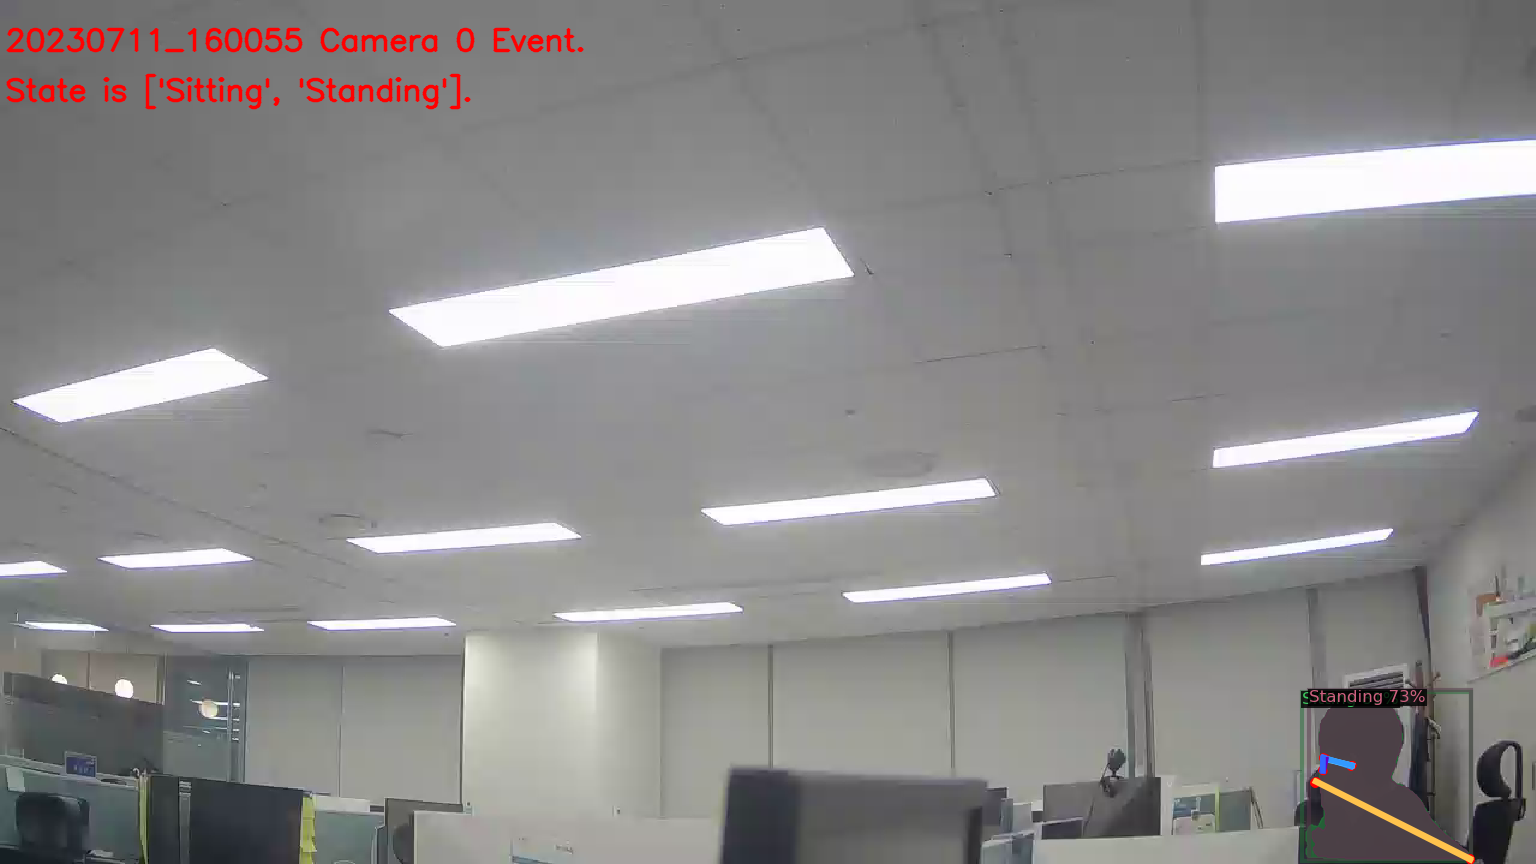 20230711_160055 Camera 0 Event.
State is ['Sitting', 'Standing'].
Standing 73%